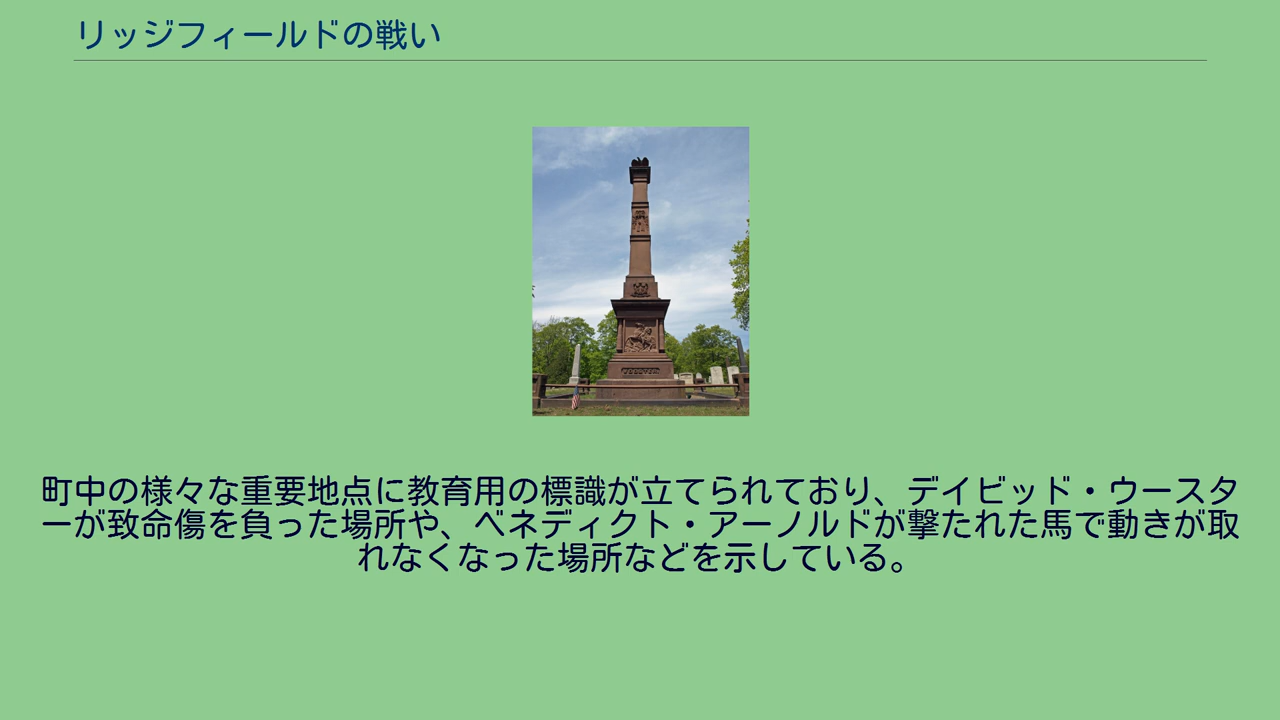 リッジフィールドの戦い
町中の様々な重要地点に教育用の標識が立てられており、デイビッド・ウースタ
ーが致命傷を負った場所や、ベネディクト・アーノルドが撃たれた馬で動きが取
れなくなった場所などを示している。